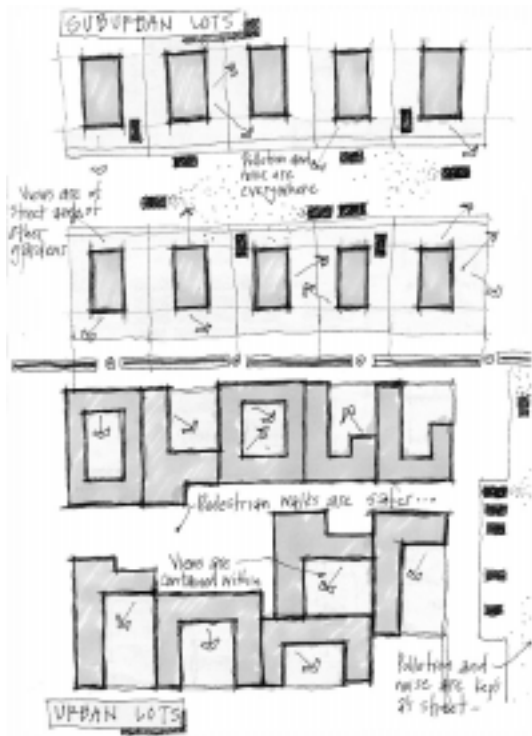 SUBURBAN LOTS
Pollution and
noise are
everywhere
Views are of
street and/or
other
gardens
Pedestrian walks are safer...
Views are
contained within
Pollution and
noise are kept
at street..
URBAN LOTS